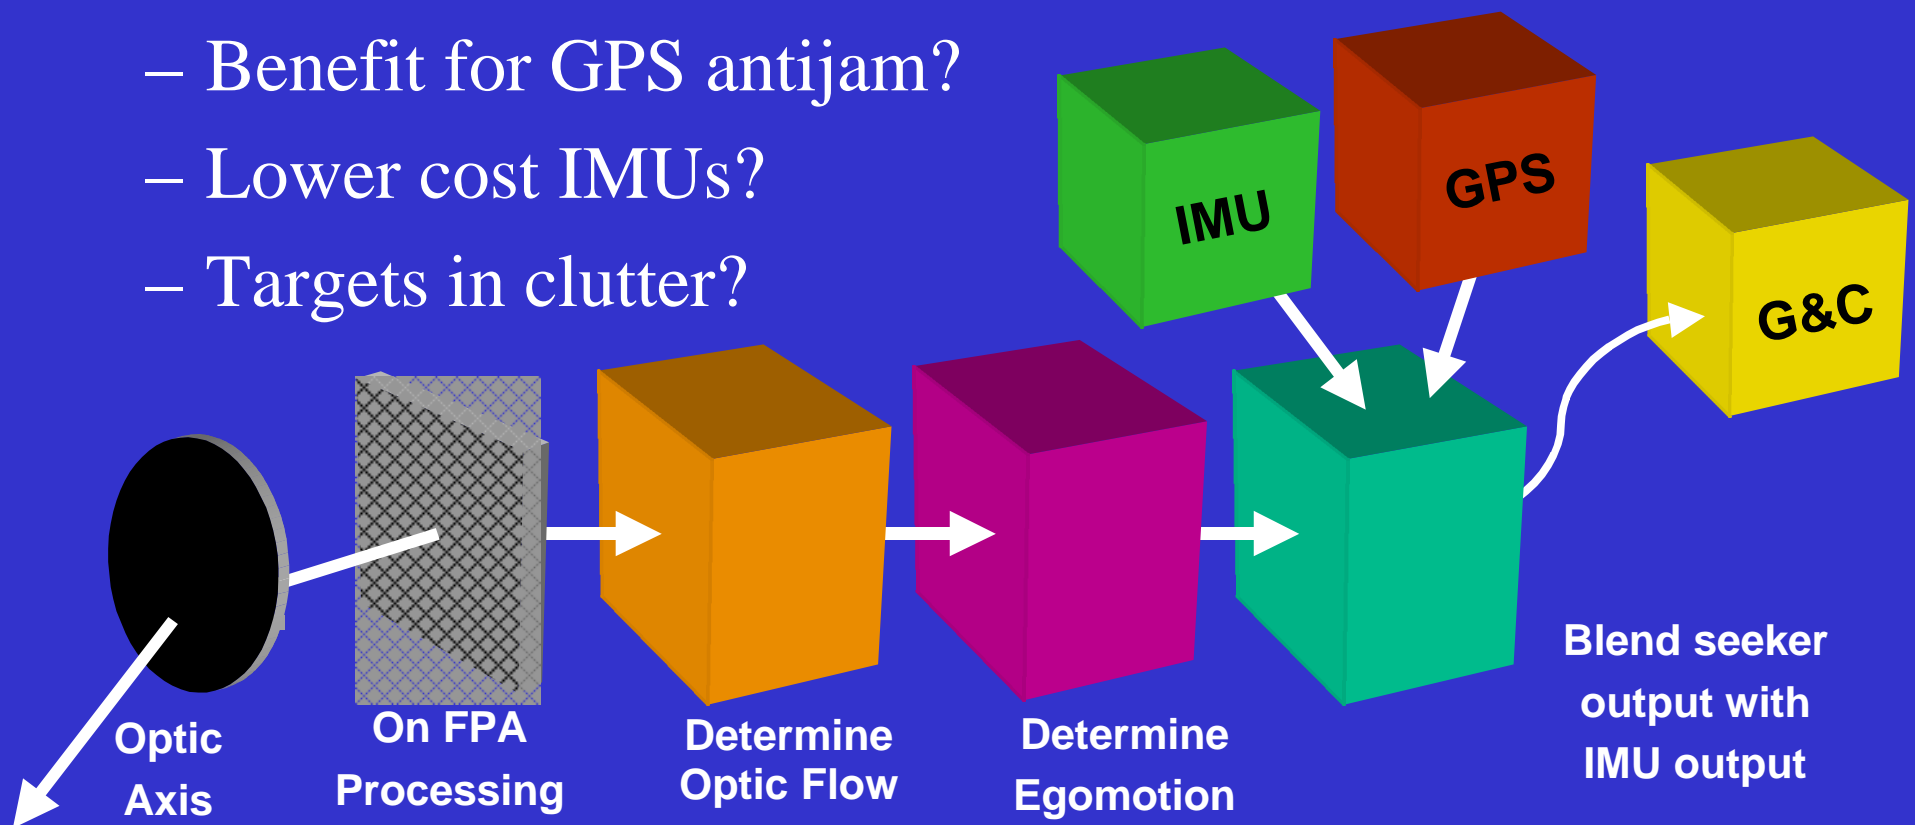 – Benefit for GPS antijam?
– Lower cost IMUs?
– Targets in clutter?
IMU
GPS
G&C
Optic
Axis
On FPA
Processing
Determine
Optic Flow
Determine
Egomotion
Blend seeker
output with
IMU output